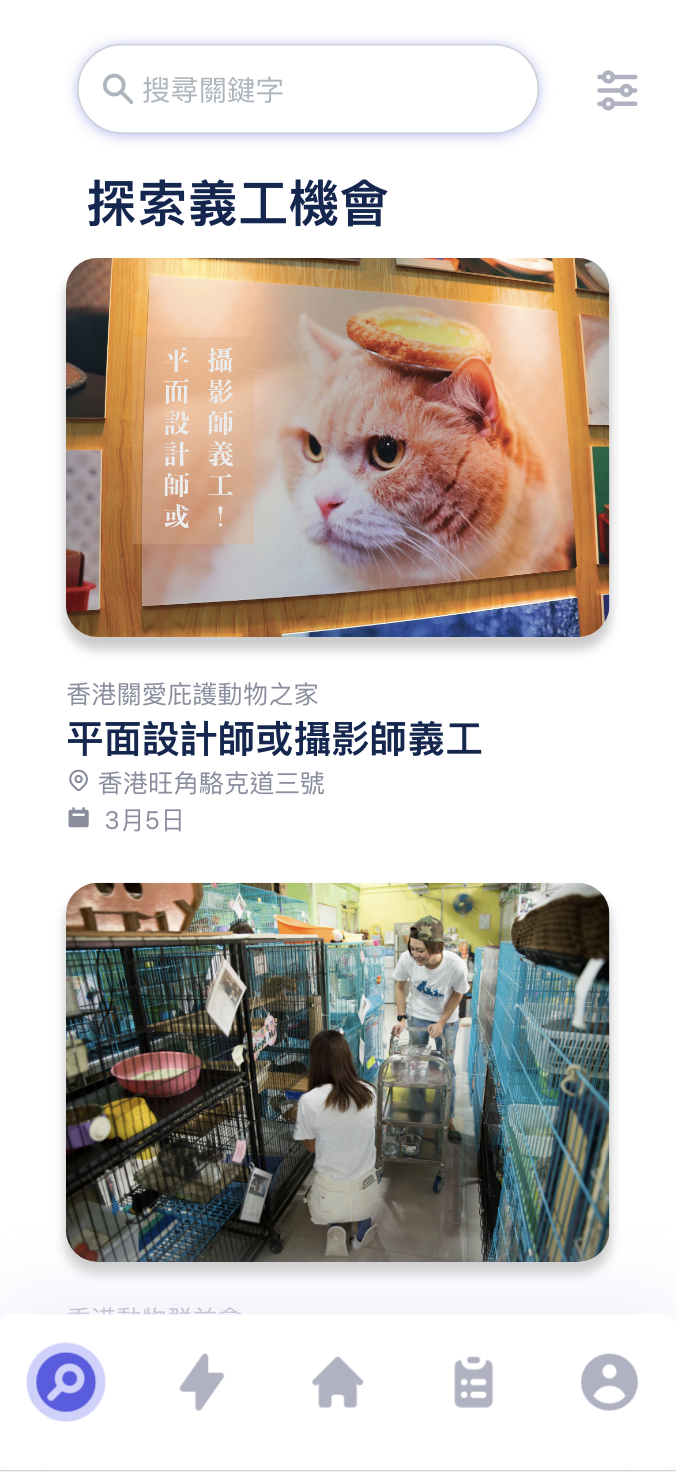 搜尋關鍵字
探索義工機會
攝影師義工！
平面設計師或
香港關愛庇護動物之家
平面設計師或攝影師義工
香港旺角駱克道三號
3月5日